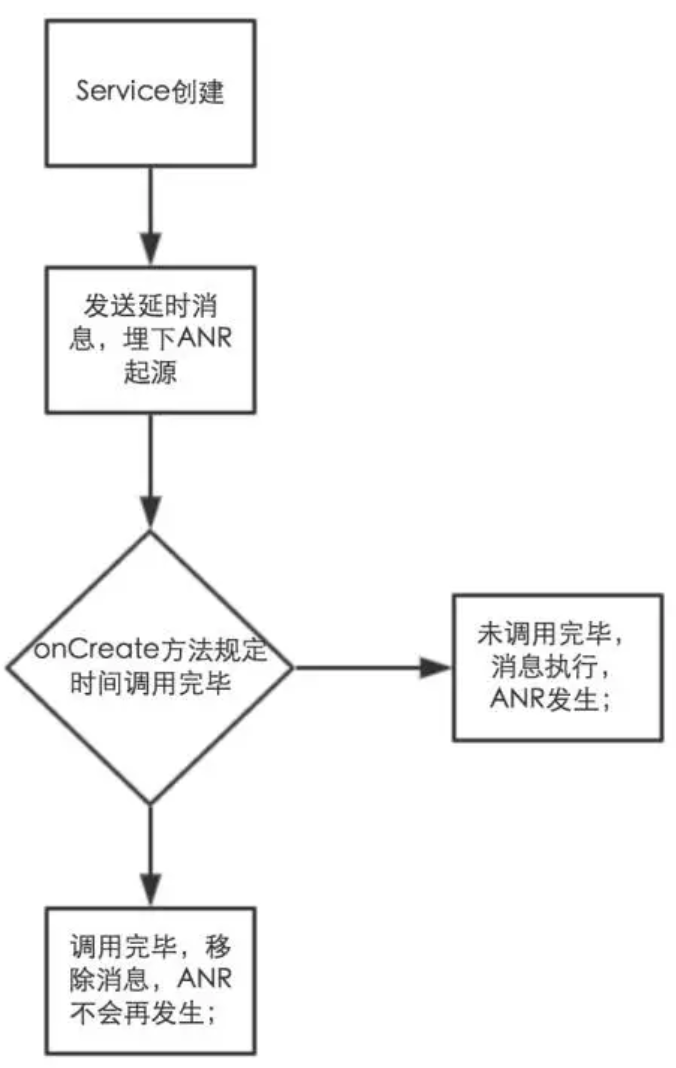 Service创建
发送延时消
息，埋下ANR
起源
onCreate方法规定
时间调用完毕
未调用完毕，
消息执行，
ANR发生；
调用完毕，移
除消息，ANR
不会再发生；